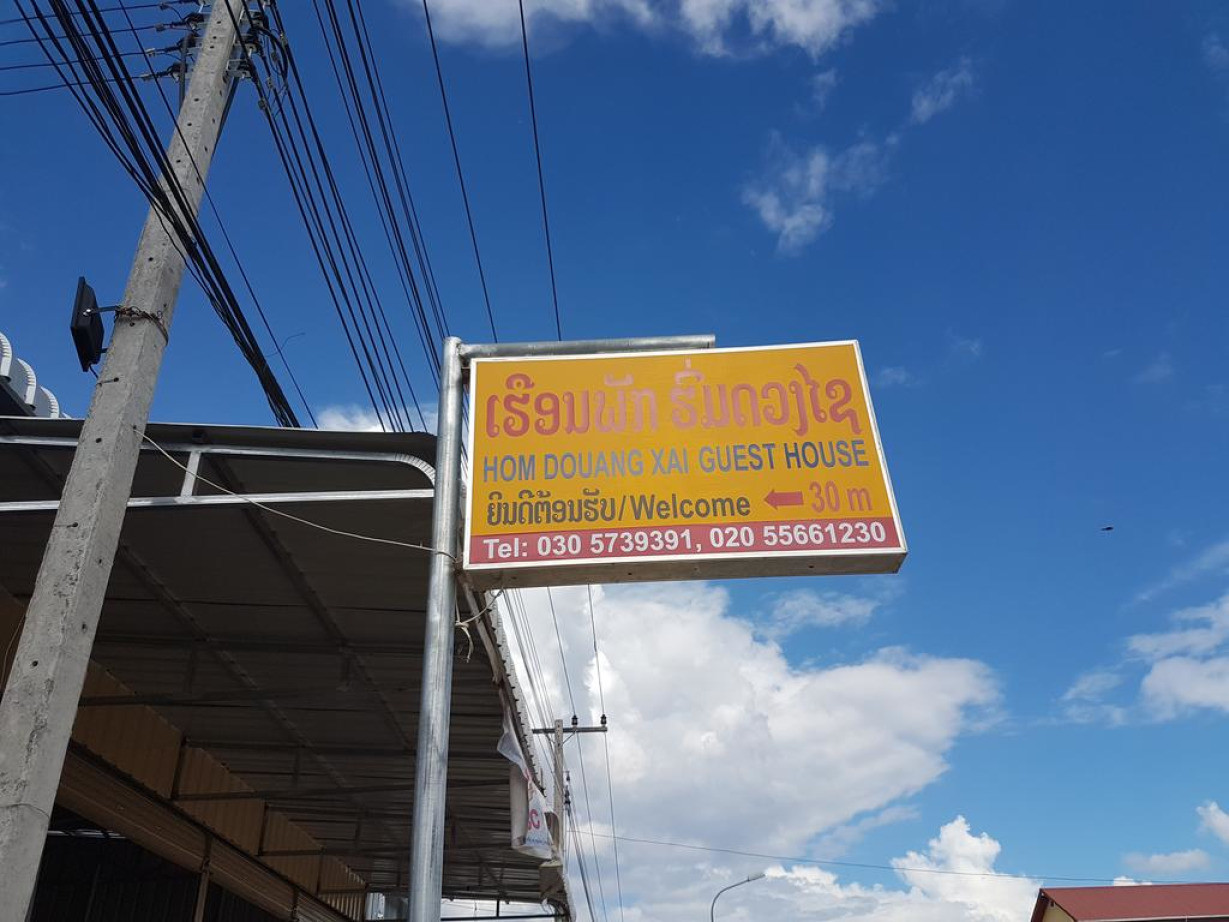 ເຮືອນພັກ ຮົ່ມດວງໄຊ
HOM DOUANG XAI GUEST HOUSE
ຍິນດີຕ້ອນຮັບ/Welcome ← 30 m
Tel: 030 5739391, 020 55661230